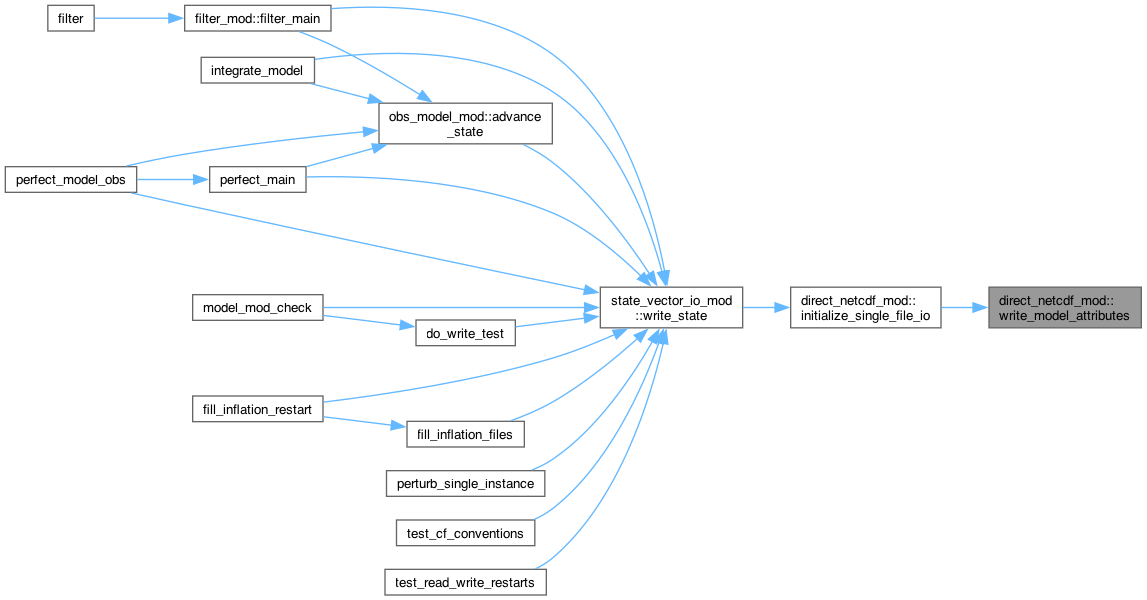 filter
filter_mod::filter_main
integrate_model
obs_model_mod::advance
_state
perfect_model_obs
perfect_main
model_mod_check
do_write_test
state_vector_io_mod
::write_state
direct_netcdf_mod::
initialize_single_file_io
direct_netcdf_mod::
write_model_attributes
fill_inflation_restart
fill_inflation_files
perturb_single_instance
test_cf_conventions
test_read_write_restarts